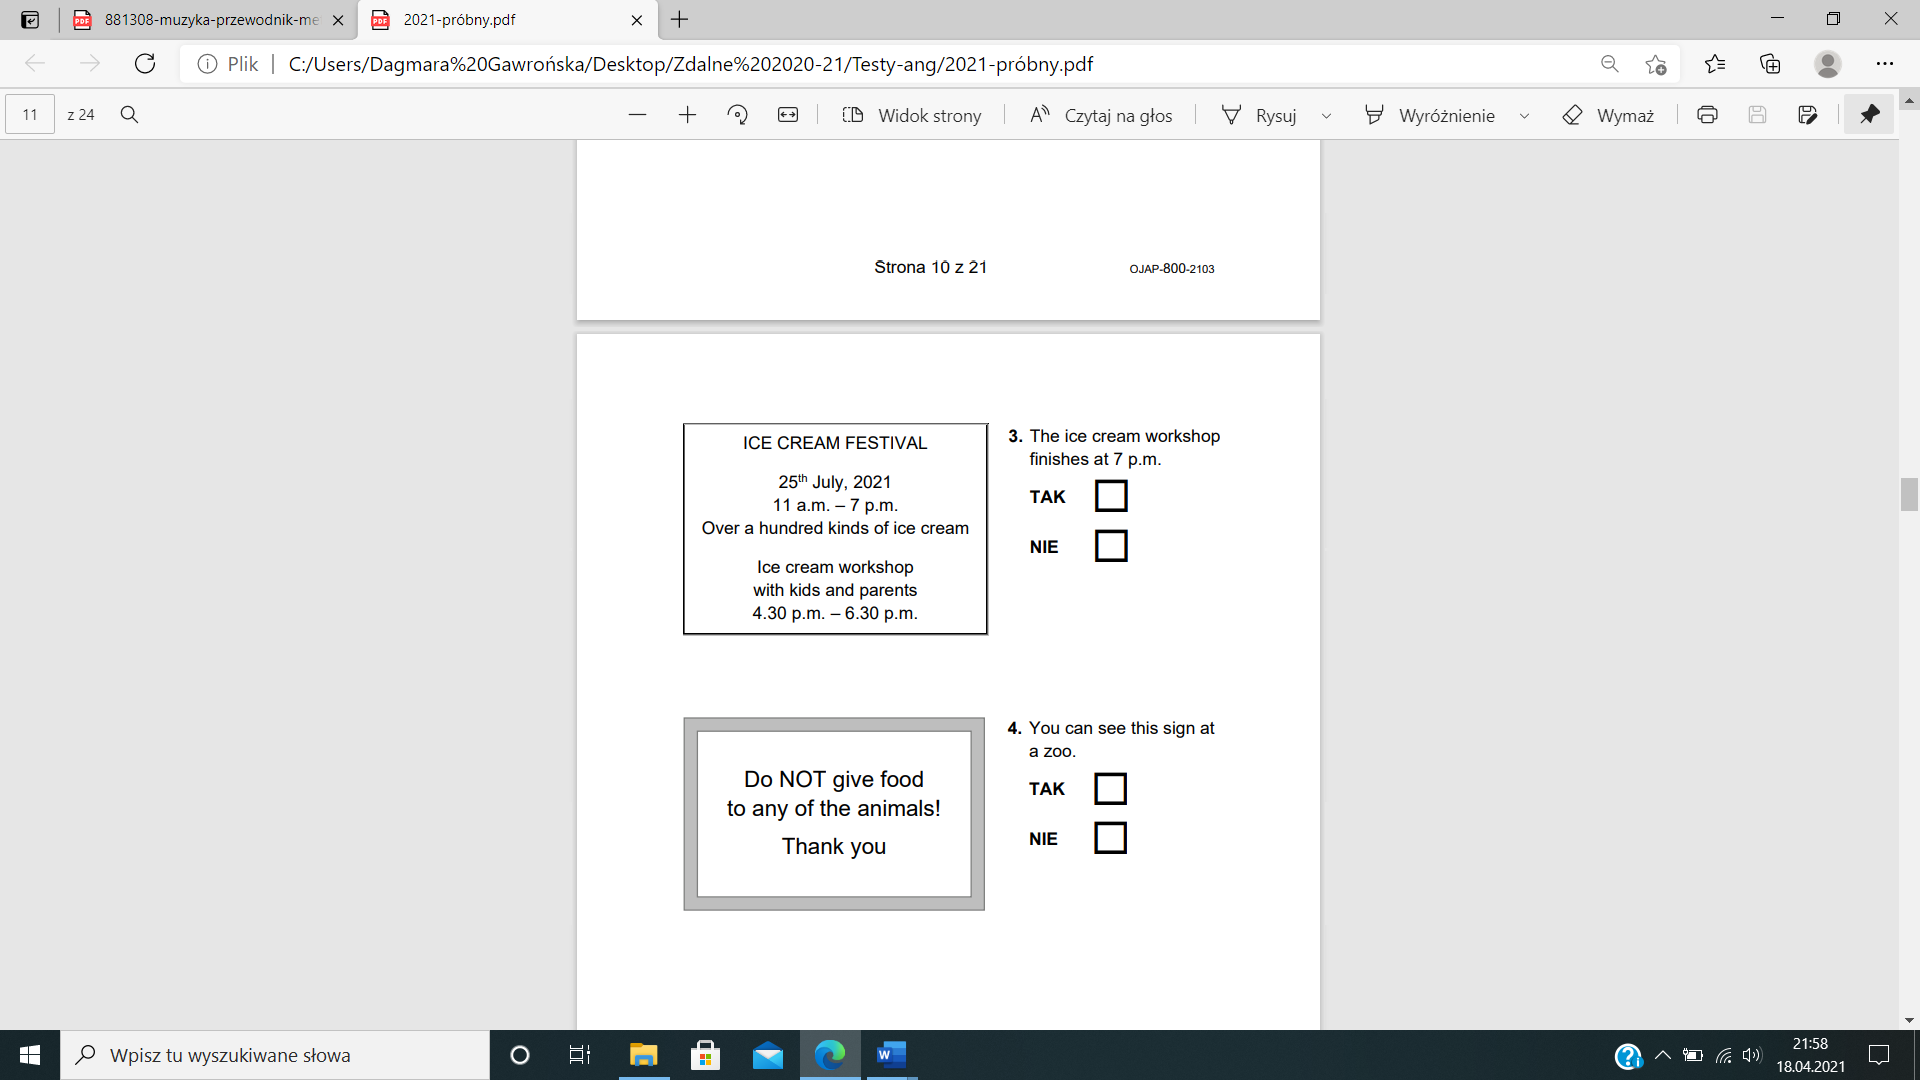 881308-muzyka-przewodnik-me
2021-próbny.pdf
Plik
C:/Users/Dagmara%20Gawrońska/Desktop/Zdalne%202020-21/Testy-ang/2021-próbny.pdf
11 z 24
Widok strony
Czytaj na głos
Rysuj
Wyróżnienie
Wymaż
Strona 10 z 21
OJAP-800-2103
ICE CREAM FESTIVAL
25th July, 2021
11 a.m. – 7 p.m.
Over a hundred kinds of ice cream
Ice cream workshop
with kids and parents
4.30 p.m. – 6.30 p.m.
3. The ice cream workshop
finishes at 7 p.m.
TAK
NIE
Do NOT give food
to any of the animals!
Thank you
4. You can see this sign at
a zoo.
TAK
NIE
Wpisz tu wyszukiwane słowa
21:58
18.04.2021